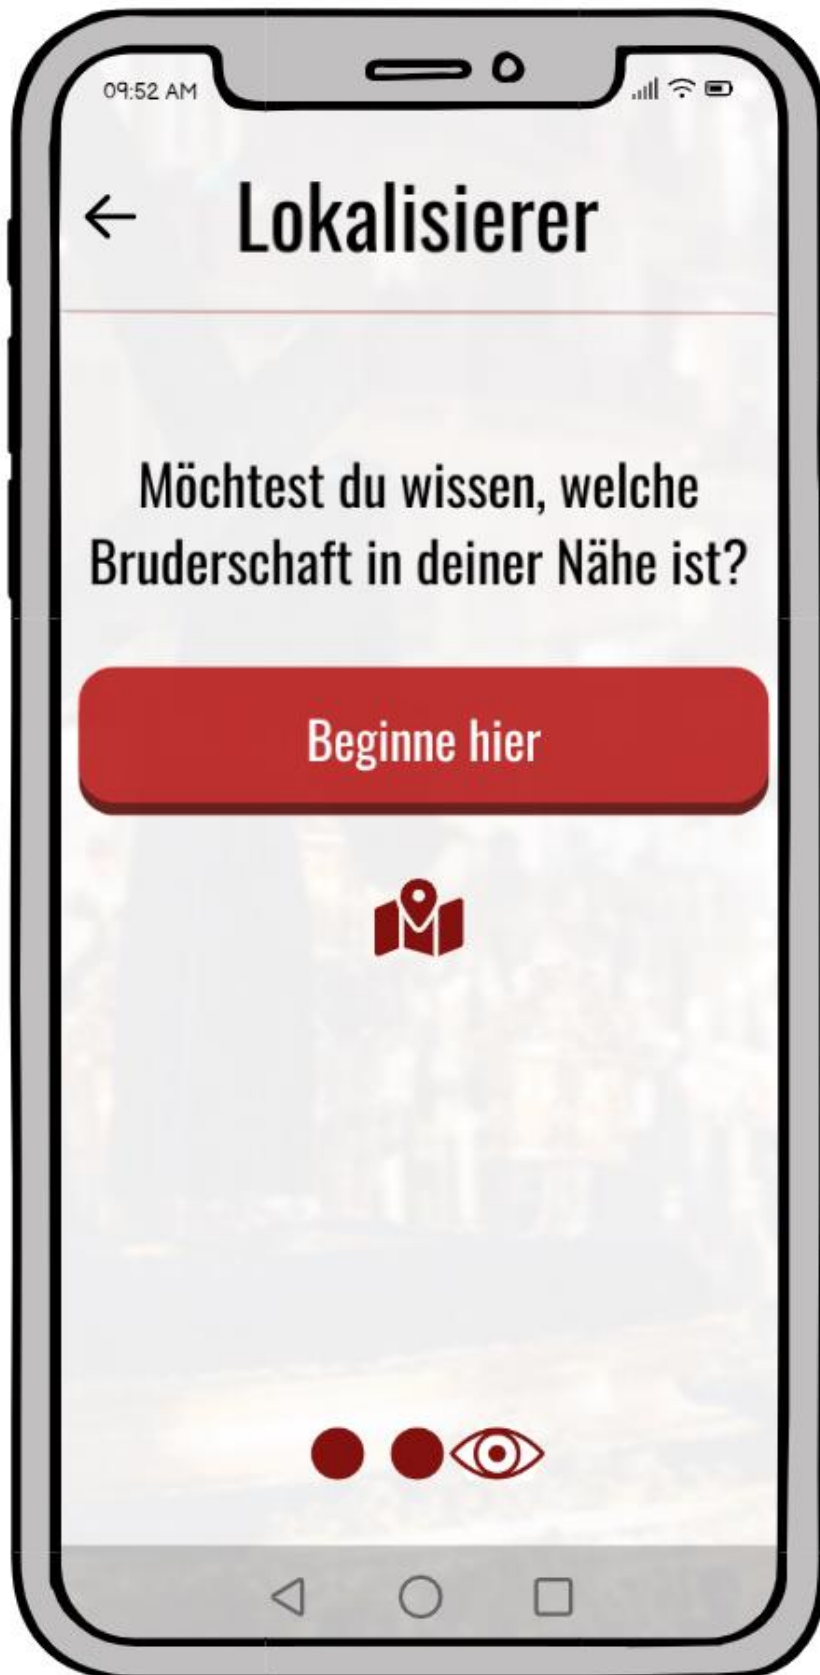 09:52 AM
Lokalisierer
Möchtest du wissen, welche
Bruderschaft in deiner Nähe ist?
Beginne hier